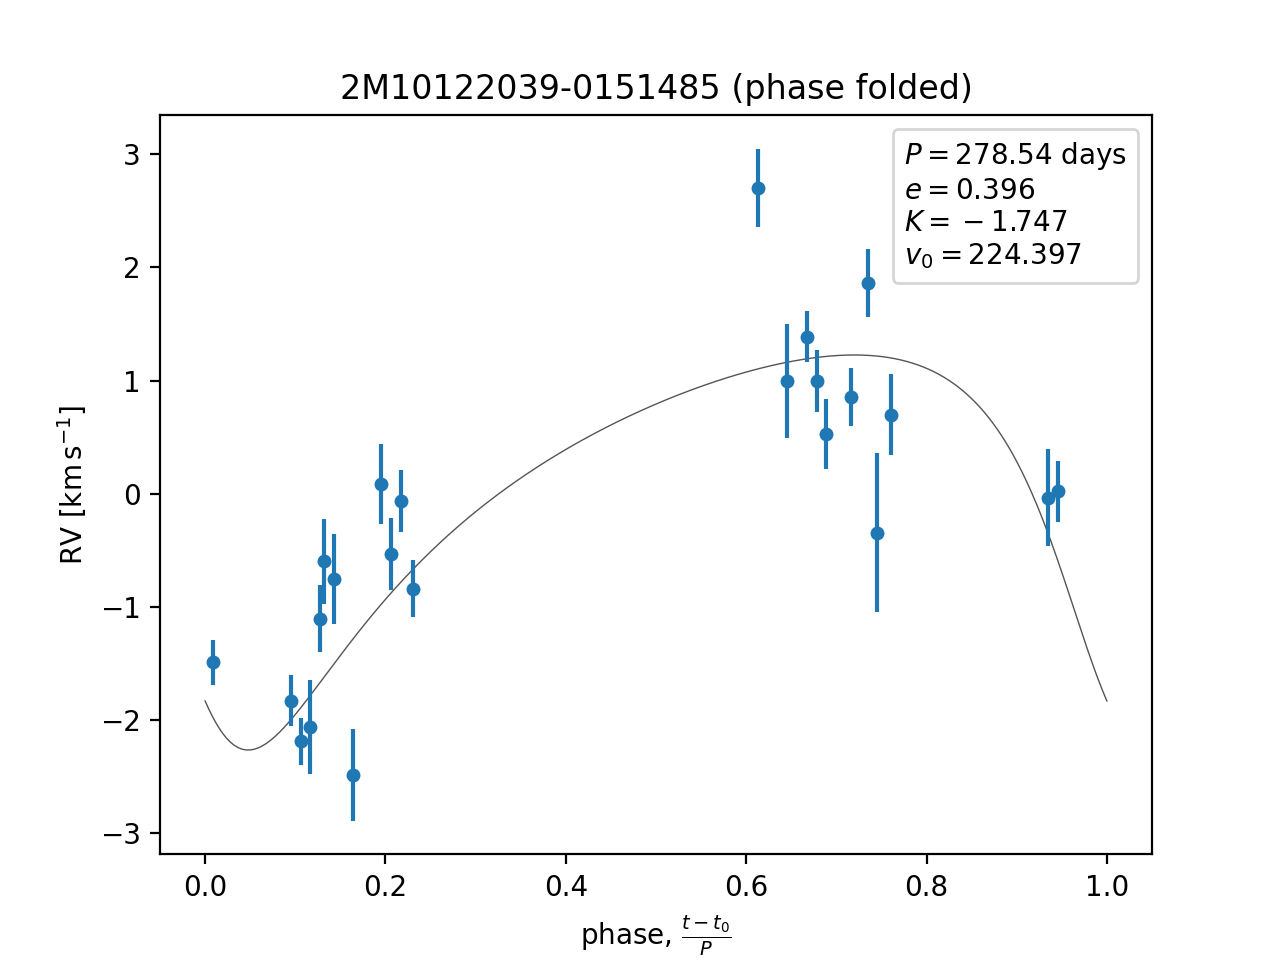 2M10122039-0151485 (phase folded)
P = 278.54 days
e = 0.396
K = −1.747
v₀ = 224.397
3
2
1
0
−1
−2
−3
RV [km s⁻¹]
0.0 0.2 0.4 0.6 0.8 1.0
phase, (t − t₀)/P